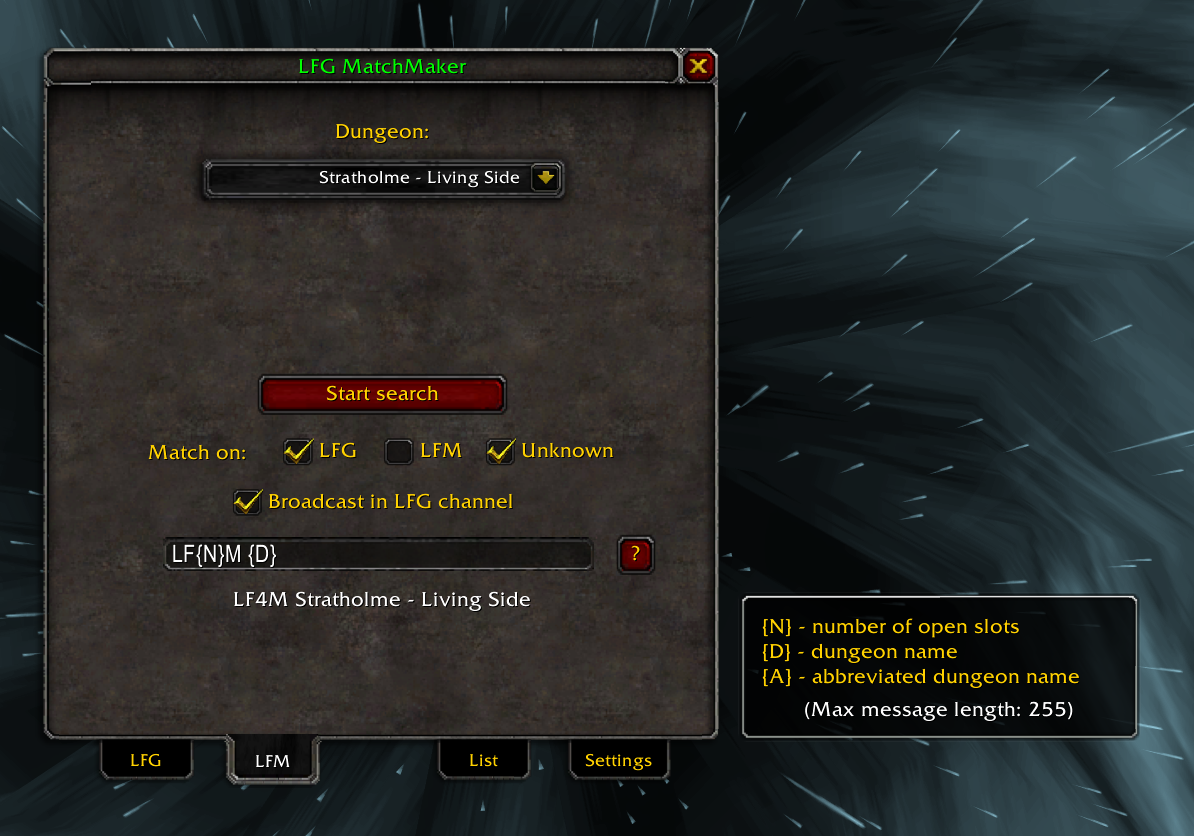 LFG MatchMaker
Dungeon:
Stratholme - Living Side
Start search
Match on: LFG LFM Unknown
Broadcast in LFG channel
LF{N}M {D}
?
LF4M Stratholme - Living Side
{N} - number of open slots
{D} - dungeon name
{A} - abbreviated dungeon name
(Max message length: 255)
LFG LFM List Settings